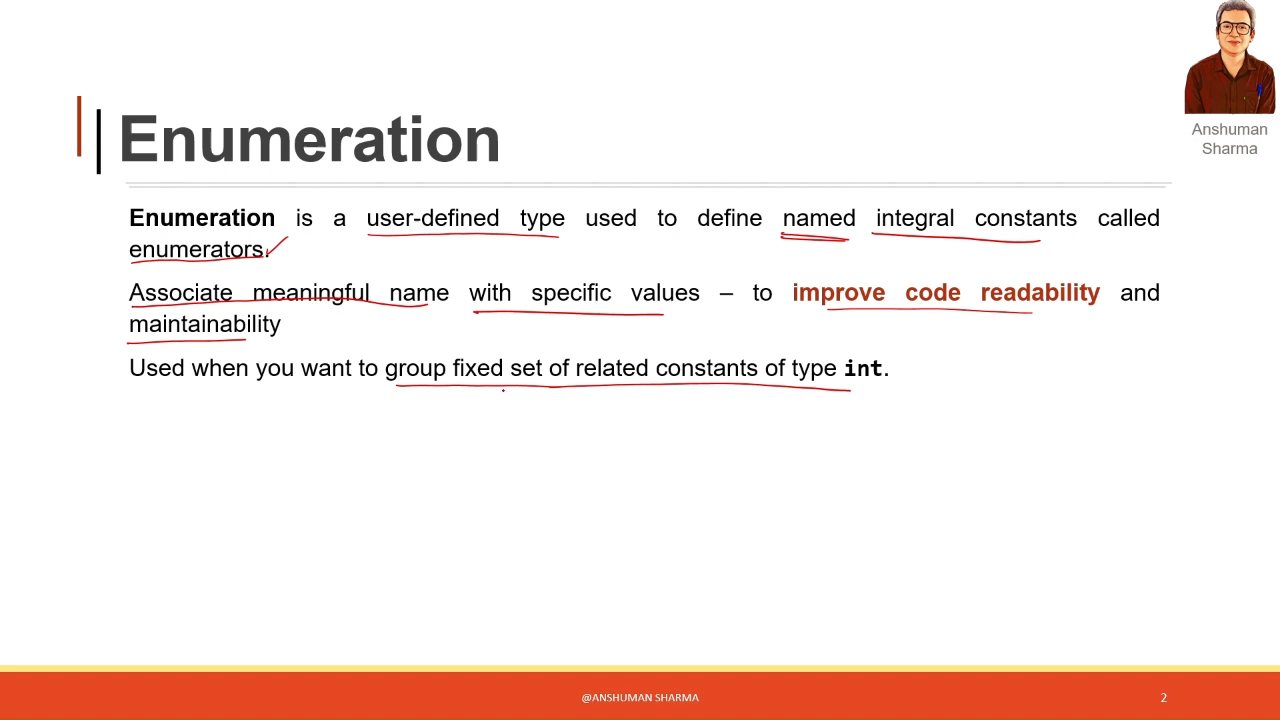 Anshuman
Sharma
Enumeration
Enumeration is a user-defined type used to define named integral constants called
enumerators.
Associate meaningful name with specific values – to improve code readability and
maintainability
Used when you want to group fixed set of related constants of type int.
@ANSHUMAN SHARMA
2